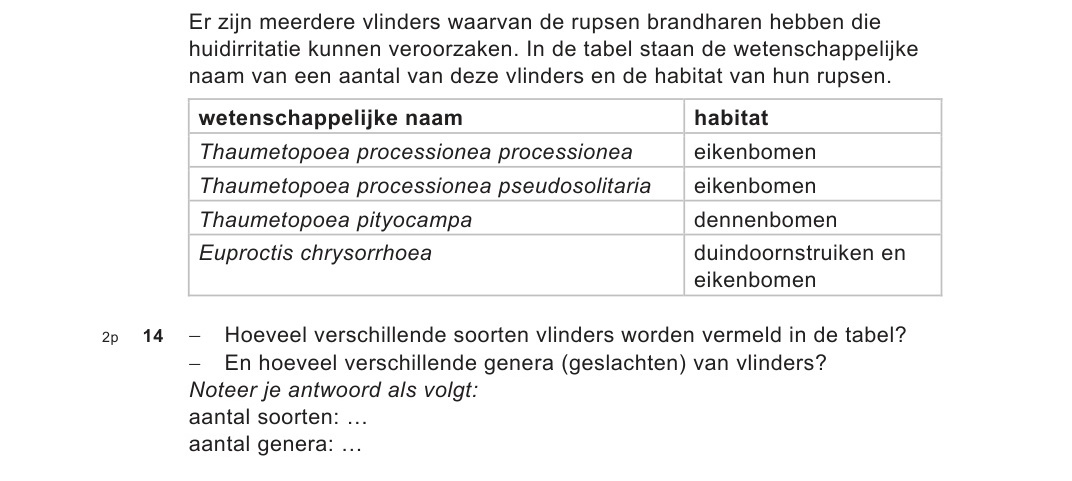 Er zijn meerdere vlinders waarvan de rupsen brandharen hebben die
huidirritatie kunnen veroorzaken. In de tabel staan de wetenschappelijke
naam van een aantal van deze vlinders en de habitat van hun rupsen.
wetenschappelijke naam habitat
Thaumetopoea processionea processionea eikenbomen
Thaumetopoea processionea pseudosolitaria eikenbomen
Thaumetopoea pityocampa dennenbomen
Euproctis chrysorrhoea duindoornstruiken en
eikenbomen
2p 14 – Hoeveel verschillende soorten vlinders worden vermeld in de tabel?
– En hoeveel verschillende genera (geslachten) van vlinders?
Noteer je antwoord als volgt:
aantal soorten: …
aantal genera: …